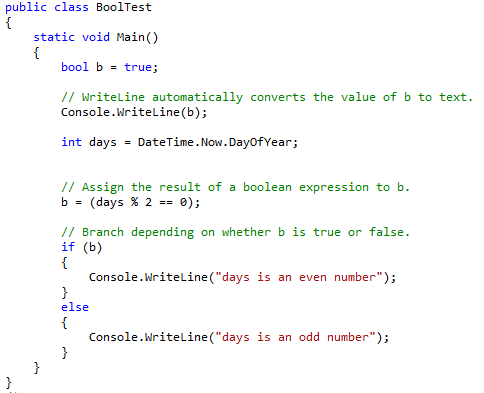 public class BoolTest
{
    static void Main()
    {
        bool b = true;

        // WriteLine automatically converts the value of b to text.
        Console.WriteLine(b);

        int days = DateTime.Now.DayOfYear;


        // Assign the result of a boolean expression to b.
        b = (days % 2 == 0);

        // Branch depending on whether b is true or false.
        if (b)
        {
            Console.WriteLine("days is an even number");
        }
        else
        {
            Console.WriteLine("days is an odd number");
        }
    }
}